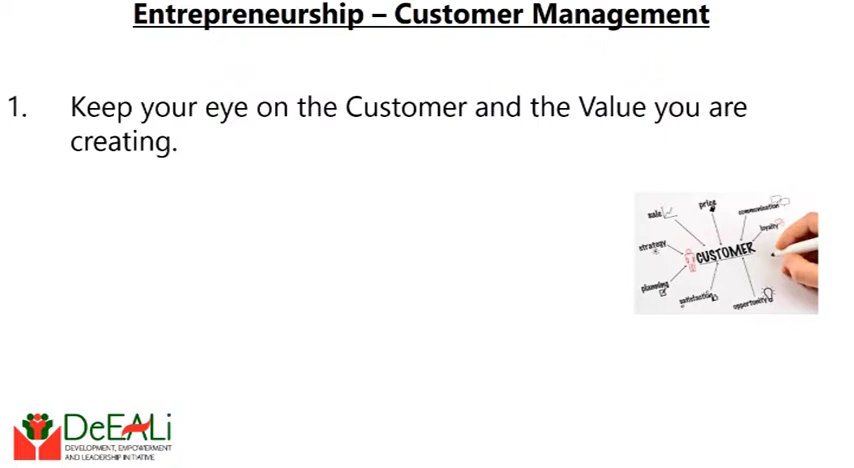 Entrepreneurship – Customer Management
1. Keep your eye on the Customer and the Value you are
creating.
sale
price
communication
loyalty
strategy
CUSTOMER
planning
satisfaction
opportunity
DeEALi
DEVELOPMENT, EMPOWERMENT
AND LEADERSHIP INITIATIVE